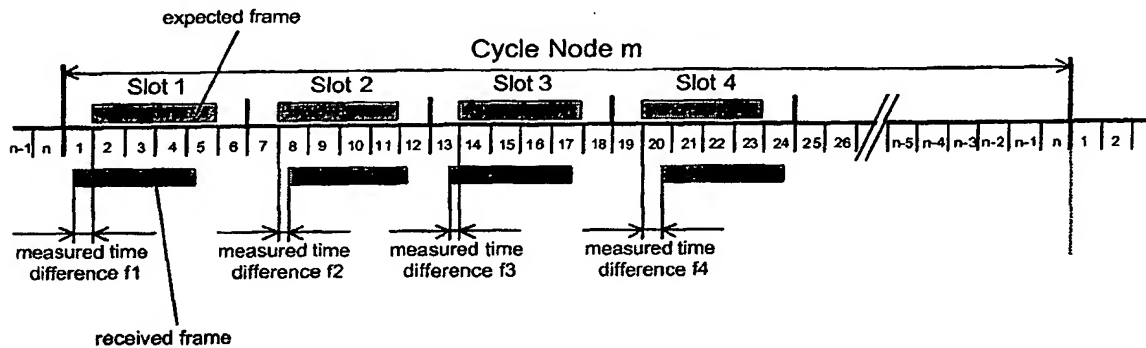 expected frame
Cycle Node m
Slot 1 Slot 2 Slot 3 Slot 4
n-1 n 1 2 3 4 5 6 7 8 9 10 11 12 13 14 15 16 17 18 19 20 21 22 23 24 25 26 n-5 n-4 n-3 n-2 n-1 n 1 2
measured time measured time measured time measured time
difference f1 difference f2 difference f3 difference f4
received frame